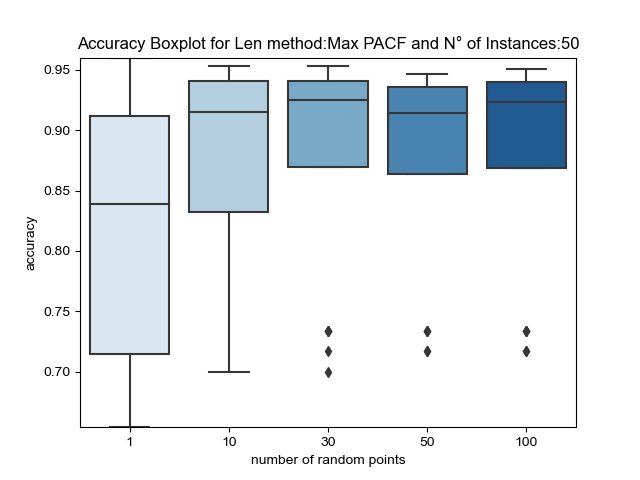 Accuracy Boxplot for Len method:Max PACF and N° of Instances:50
0.95
0.90
0.85
0.80
0.75
0.70
accuracy
1 10 30 50 100
number of random points